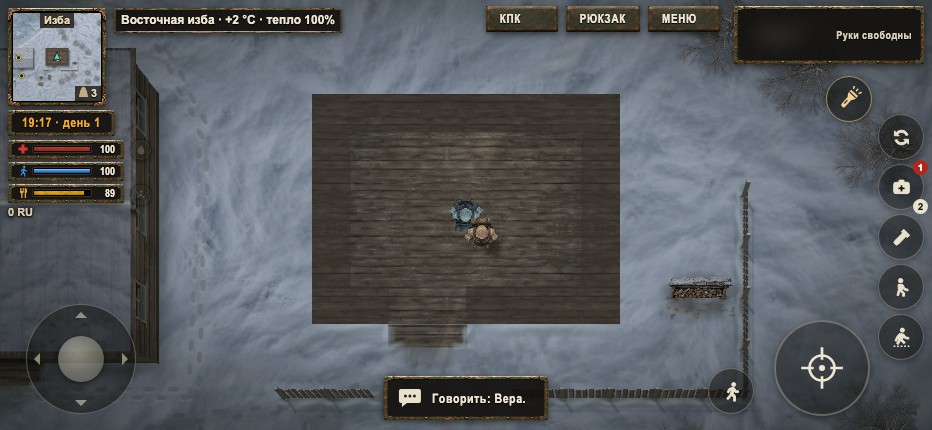 Изба
Восточная изба · +2 °C · тепло 100%
КПК
РЮКЗАК
МЕНЮ
Руки свободны
3
19:17 · день 1
100
100
89
0 RU
1
2
Говорить: Вера.